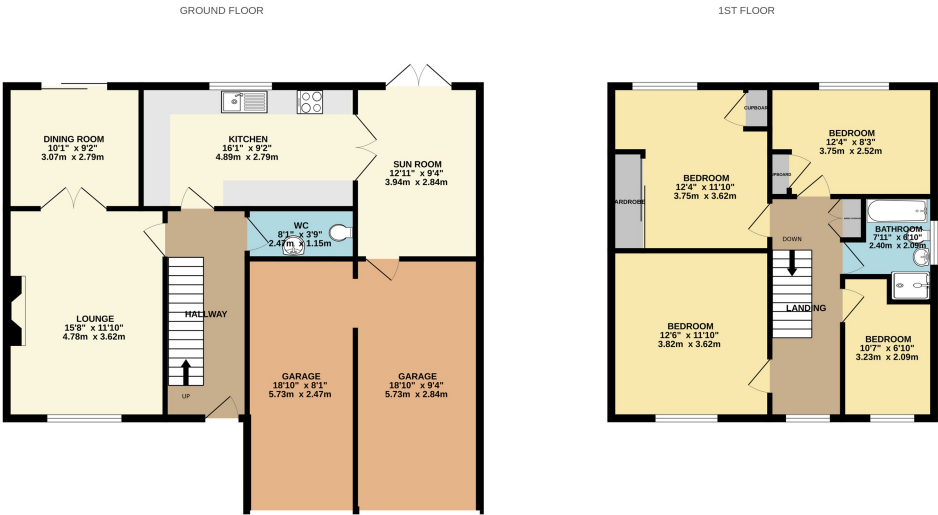 GROUND FLOOR
1ST FLOOR
DINING ROOM
10'1" x 9'2"
3.07m x 2.79m
KITCHEN
16'1" x 9'2"
4.89m x 2.79m
SUN ROOM
12'11" x 9'4"
3.94m x 2.84m
WC
8'1" x 3'9"
2.47m x 1.15m
LOUNGE
15'8" x 11'10"
4.78m x 3.62m
HALLWAY
UP
GARAGE
18'10" x 8'1"
5.73m x 2.47m
GARAGE
18'10" x 9'4"
5.73m x 2.84m
CUPBOAR
BEDROOM
12'4" x 8'3"
3.75m x 2.52m
PBOARD
BEDROOM
12'4" x 11'10"
3.75m x 3.62m
ARDROBE
BATHROOM
7'11" x 6'10"
2.40m x 2.09m
DOWN
LANDING
BEDROOM
12'6" x 11'10"
3.82m x 3.62m
BEDROOM
10'7" x 6'10"
3.23m x 2.09m